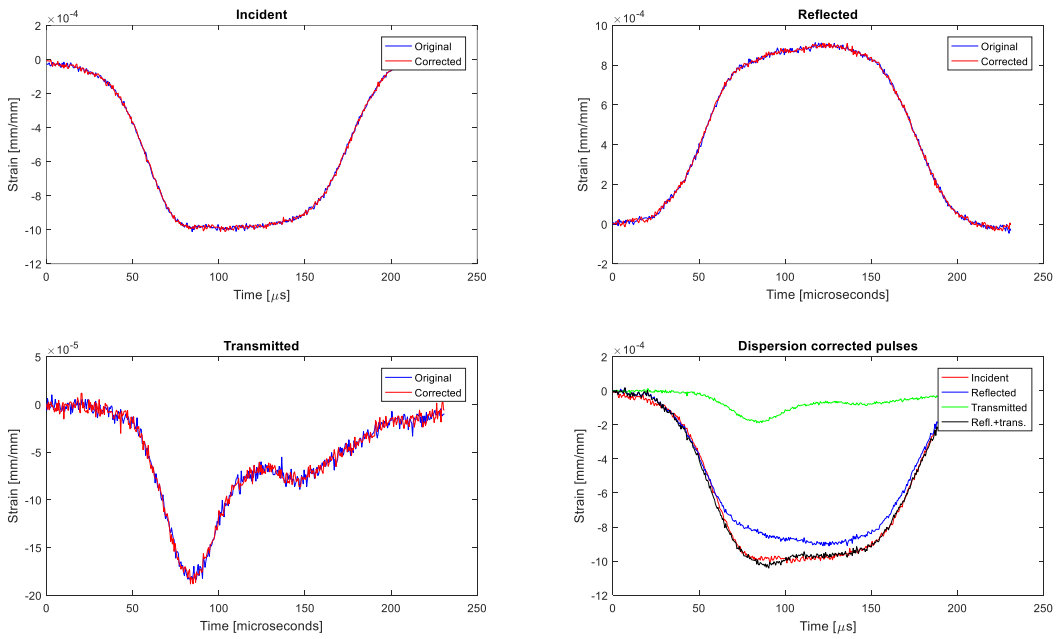 Incident
×10-4
2
0
-2
-4
-6
-8
-10
-12
0 50 100 150 200 250
Strain [mm/mm]
Time [μs]
Original
Corrected
Reflected
×10-4
10
8
6
4
2
0
-2
0 50 100 150 200 250
Strain [mm/mm]
Time [microseconds]
Original
Corrected
Transmitted
×10-5
5
0
-5
-10
-15
-20
0 50 100 150 200 250
Strain [mm/mm]
Time [microseconds]
Original
Corrected
Dispersion corrected pulses
×10-4
2
0
-2
-4
-6
-8
-10
-12
0 50 100 150 200 250
Strain [mm/mm]
Time [μs]
Incident
Reflected
Transmitted
Refl.+trans.